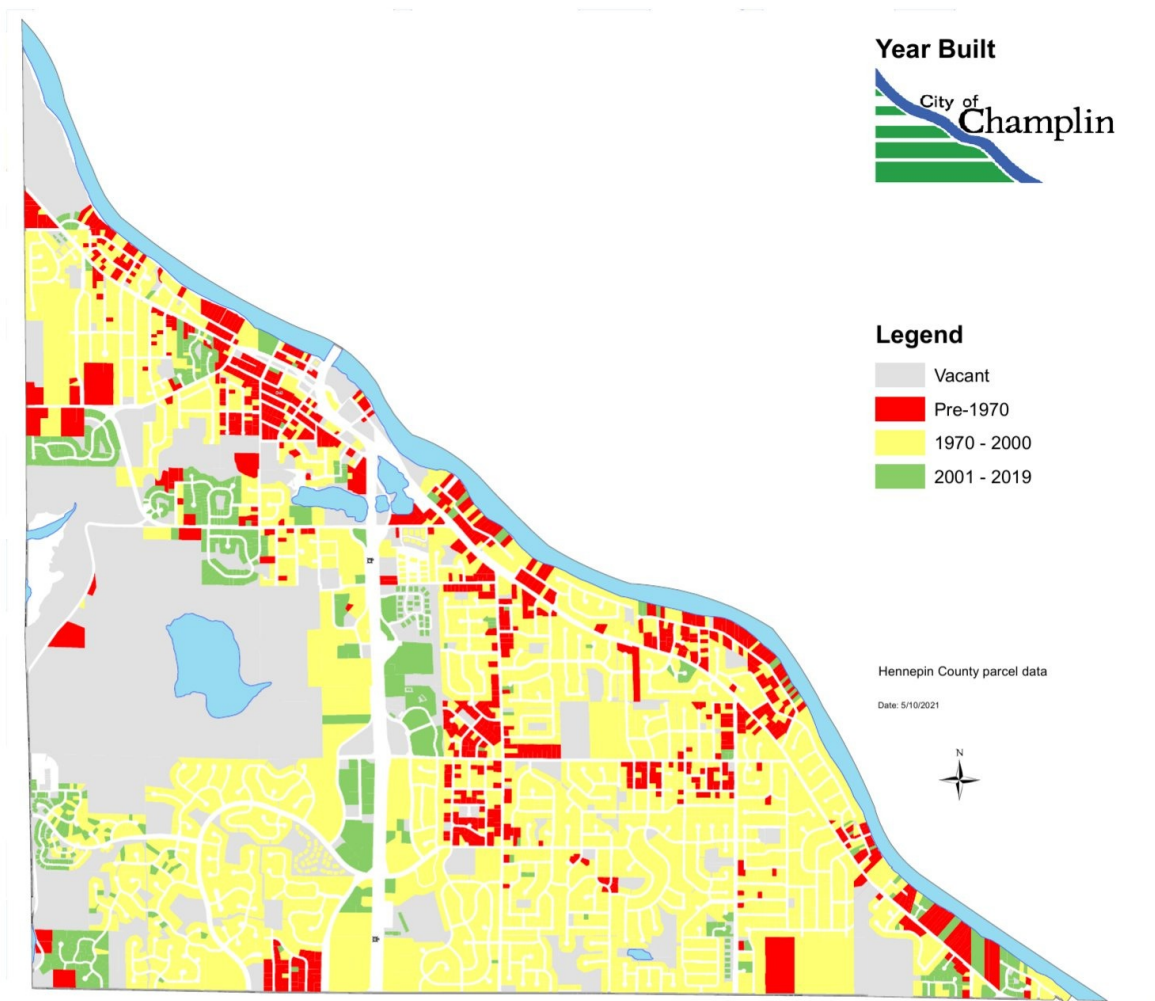 Year Built
City of
Champlin
Legend
Vacant
Pre-1970
1970 - 2000
2001 - 2019
Hennepin County parcel data
Date: 5/10/2021
N